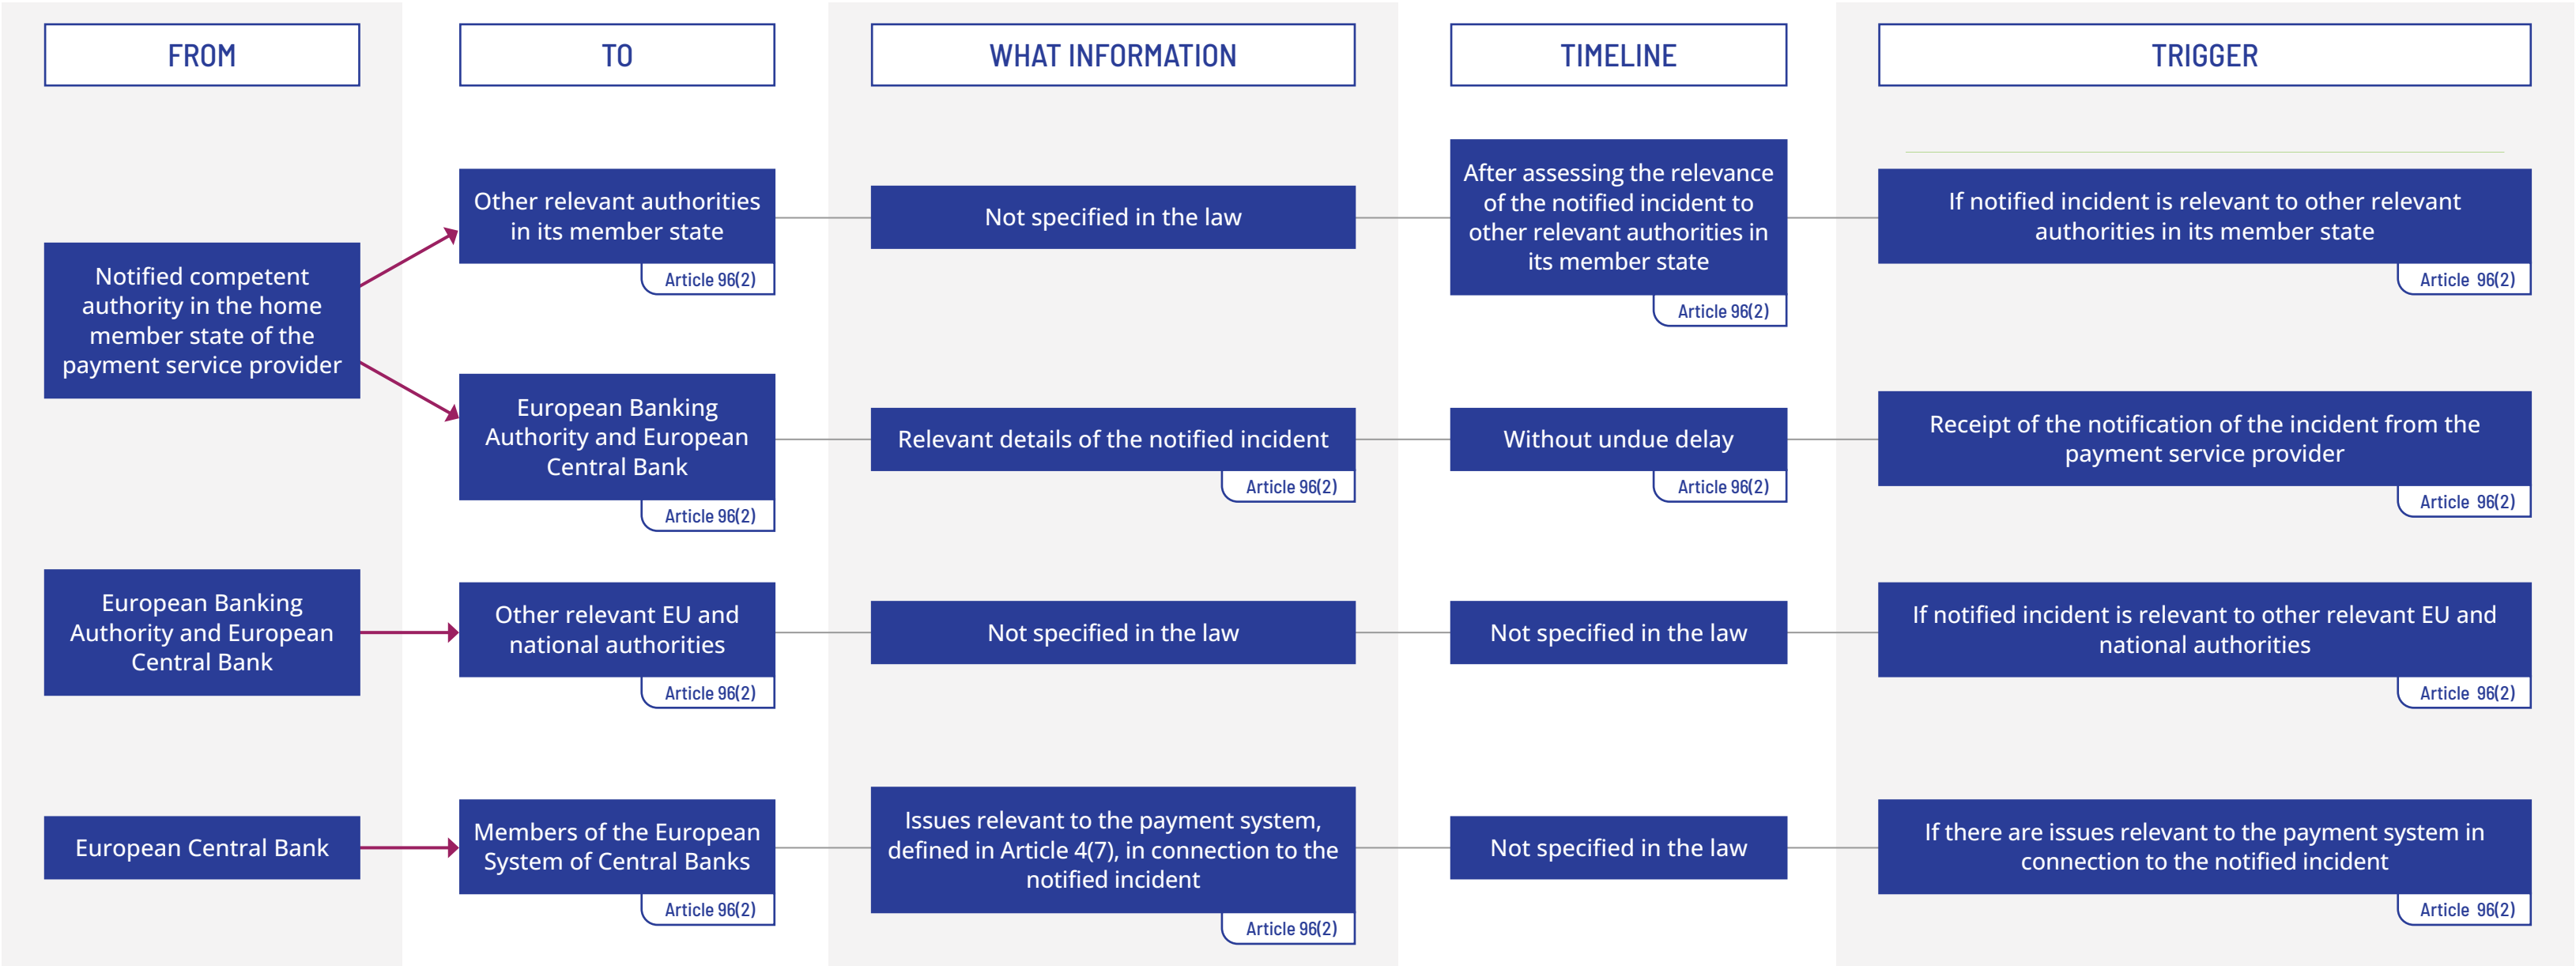 FROM
TO
WHAT INFORMATION
TIMELINE
TRIGGER
Notified competent
authority in the home
member state of the
payment service provider
Other relevant authorities
in its member state
Article 96(2)
Not specified in the law
After assessing the relevance
of the notified incident to
other relevant authorities in
its member state
Article 96(2)
If notified incident is relevant to other relevant
authorities in its member state
Article 96(2)
European Banking
Authority and European
Central Bank
Article 96(2)
Relevant details of the notified incident
Article 96(2)
Without undue delay
Article 96(2)
Receipt of the notification of the incident from the
payment service provider
Article 96(2)
European Banking
Authority and European
Central Bank
Other relevant EU and
national authorities
Article 96(2)
Not specified in the law
Not specified in the law
If notified incident is relevant to other relevant EU and
national authorities
Article 96(2)
European Central Bank
Members of the European
System of Central Banks
Article 96(2)
Issues relevant to the payment system,
defined in Article 4(7), in connection to the
notified incident
Article 96(2)
Not specified in the law
If there are issues relevant to the payment system in
connection to the notified incident
Article 96(2)